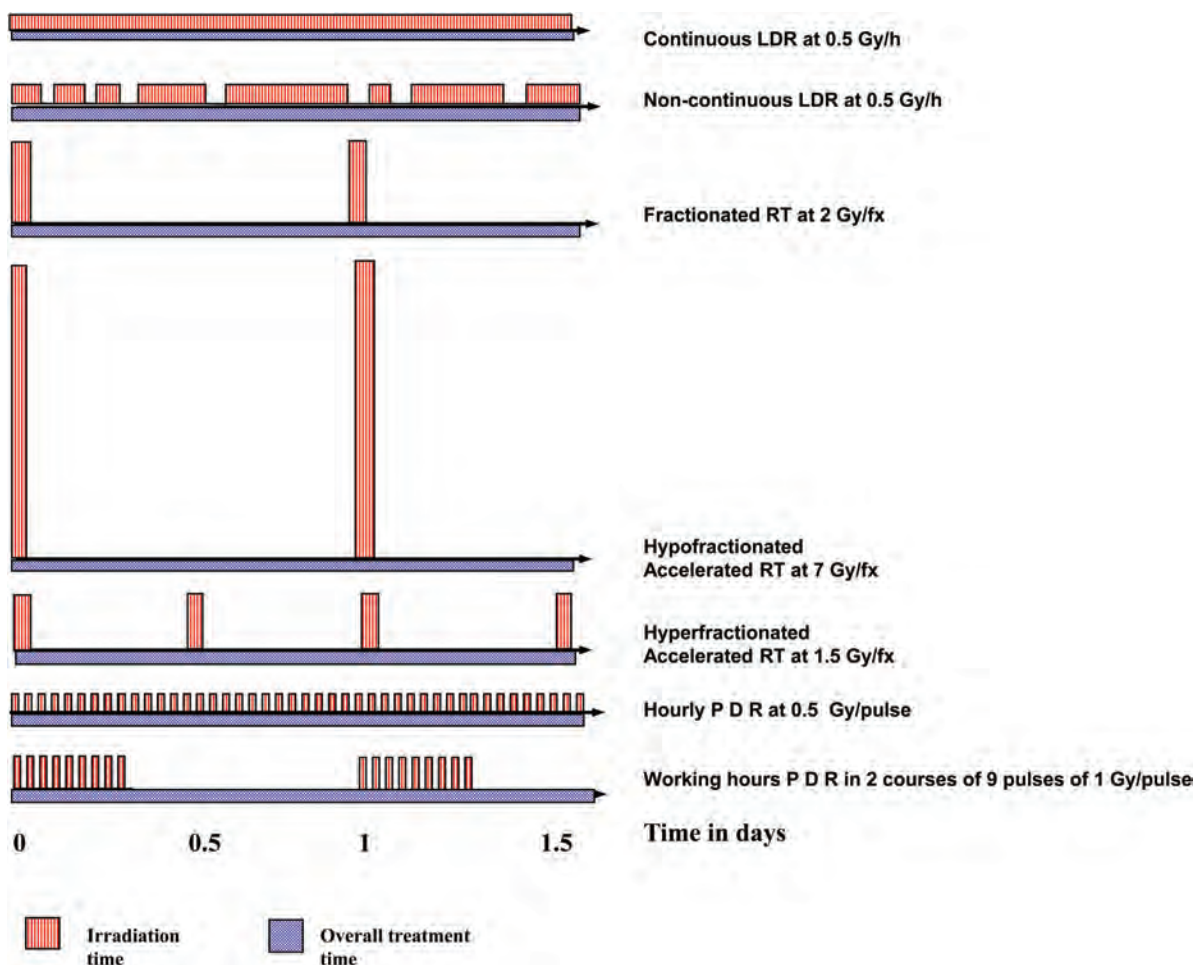 Continuous LDR at 0.5 Gy/h
Non-continuous LDR at 0.5 Gy/h
Fractionated RT at 2 Gy/fx
Hypofractionated
Accelerated RT at 7 Gy/fx
Hyperfractionated
Accelerated RT at 1.5 Gy/fx
Hourly P D R at 0.5 Gy/pulse
Working hours P D R in 2 courses of 9 pulses of 1 Gy/pulse
0 0.5 1 1.5 Time in days
Irradiation
time
Overall treatment
time